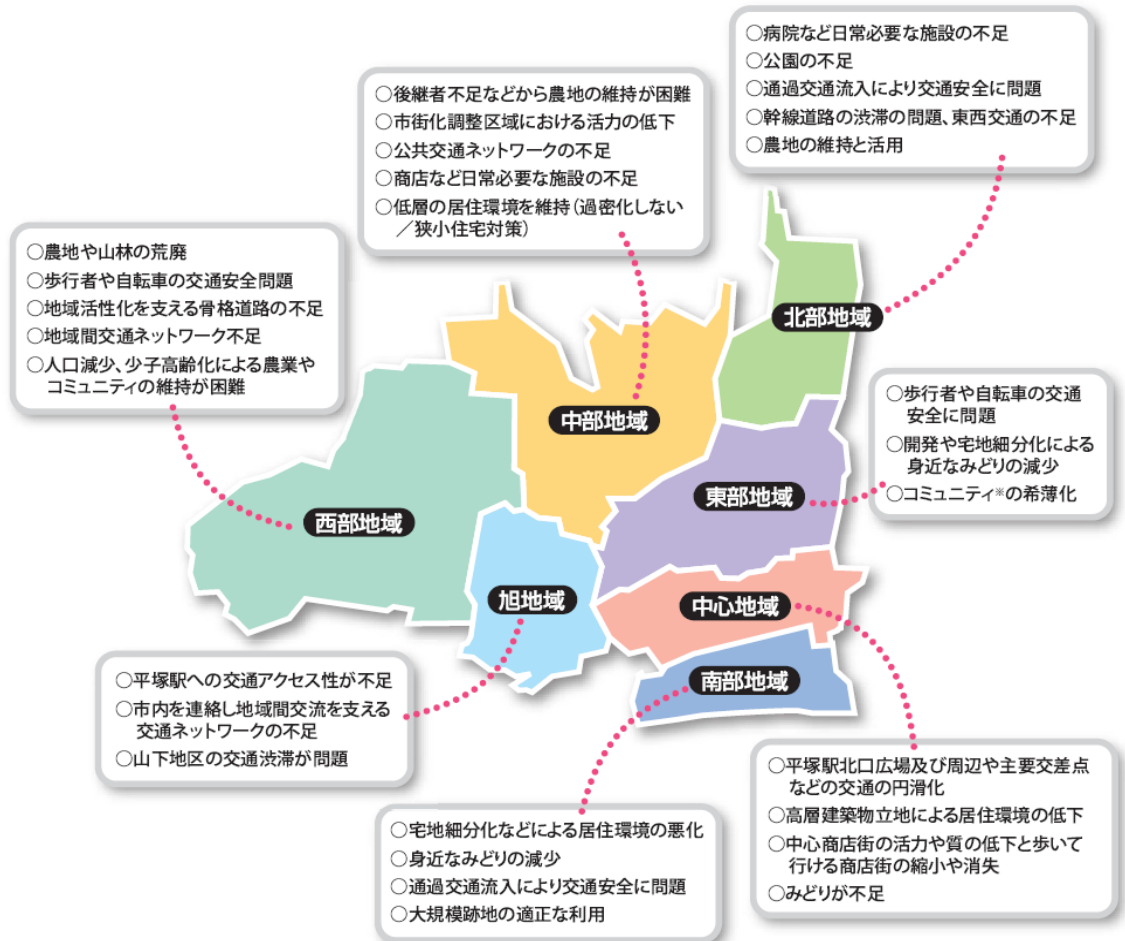 ○病院など日常必要な施設の不足
○公園の不足
○通過交通流入により交通安全に問題
○幹線道路の渋滞の問題、東西交通の不足
○農地の維持と活用
○後継者不足などから農地の維持が困難
○市街化調整区域における活力の低下
○公共交通ネットワークの不足
○商店など日常必要な施設の不足
○低層の居住環境を維持（過密化しない
／狭小住宅対策）
○農地や山林の荒廃
○歩行者や自転車の交通安全問題
○地域活性化を支える骨格道路の不足
○地域間交通ネットワーク不足
○人口減少、少子高齢化による農業や
コミュニティの維持が困難
北部地域
中部地域
○歩行者や自転車の交通
安全に問題
○開発や宅地細分化による
身近なみどりの減少
○コミュニティ※の希薄化
東部地域
西部地域
旭地域
中心地域
南部地域
○平塚駅への交通アクセス性が不足
○市内を連絡し地域間交流を支える
交通ネットワークの不足
○山下地区の交通渋滞が問題
○平塚駅北口広場及び周辺や主要交差点
などの交通の円滑化
○高層建築物立地による居住環境の低下
○中心商店街の活力や質の低下と歩いて
行ける商店街の縮小や消失
○みどりが不足
○宅地細分化などによる居住環境の悪化
○身近なみどりの減少
○通過交通流入により交通安全に問題
○大規模跡地の適正な利用